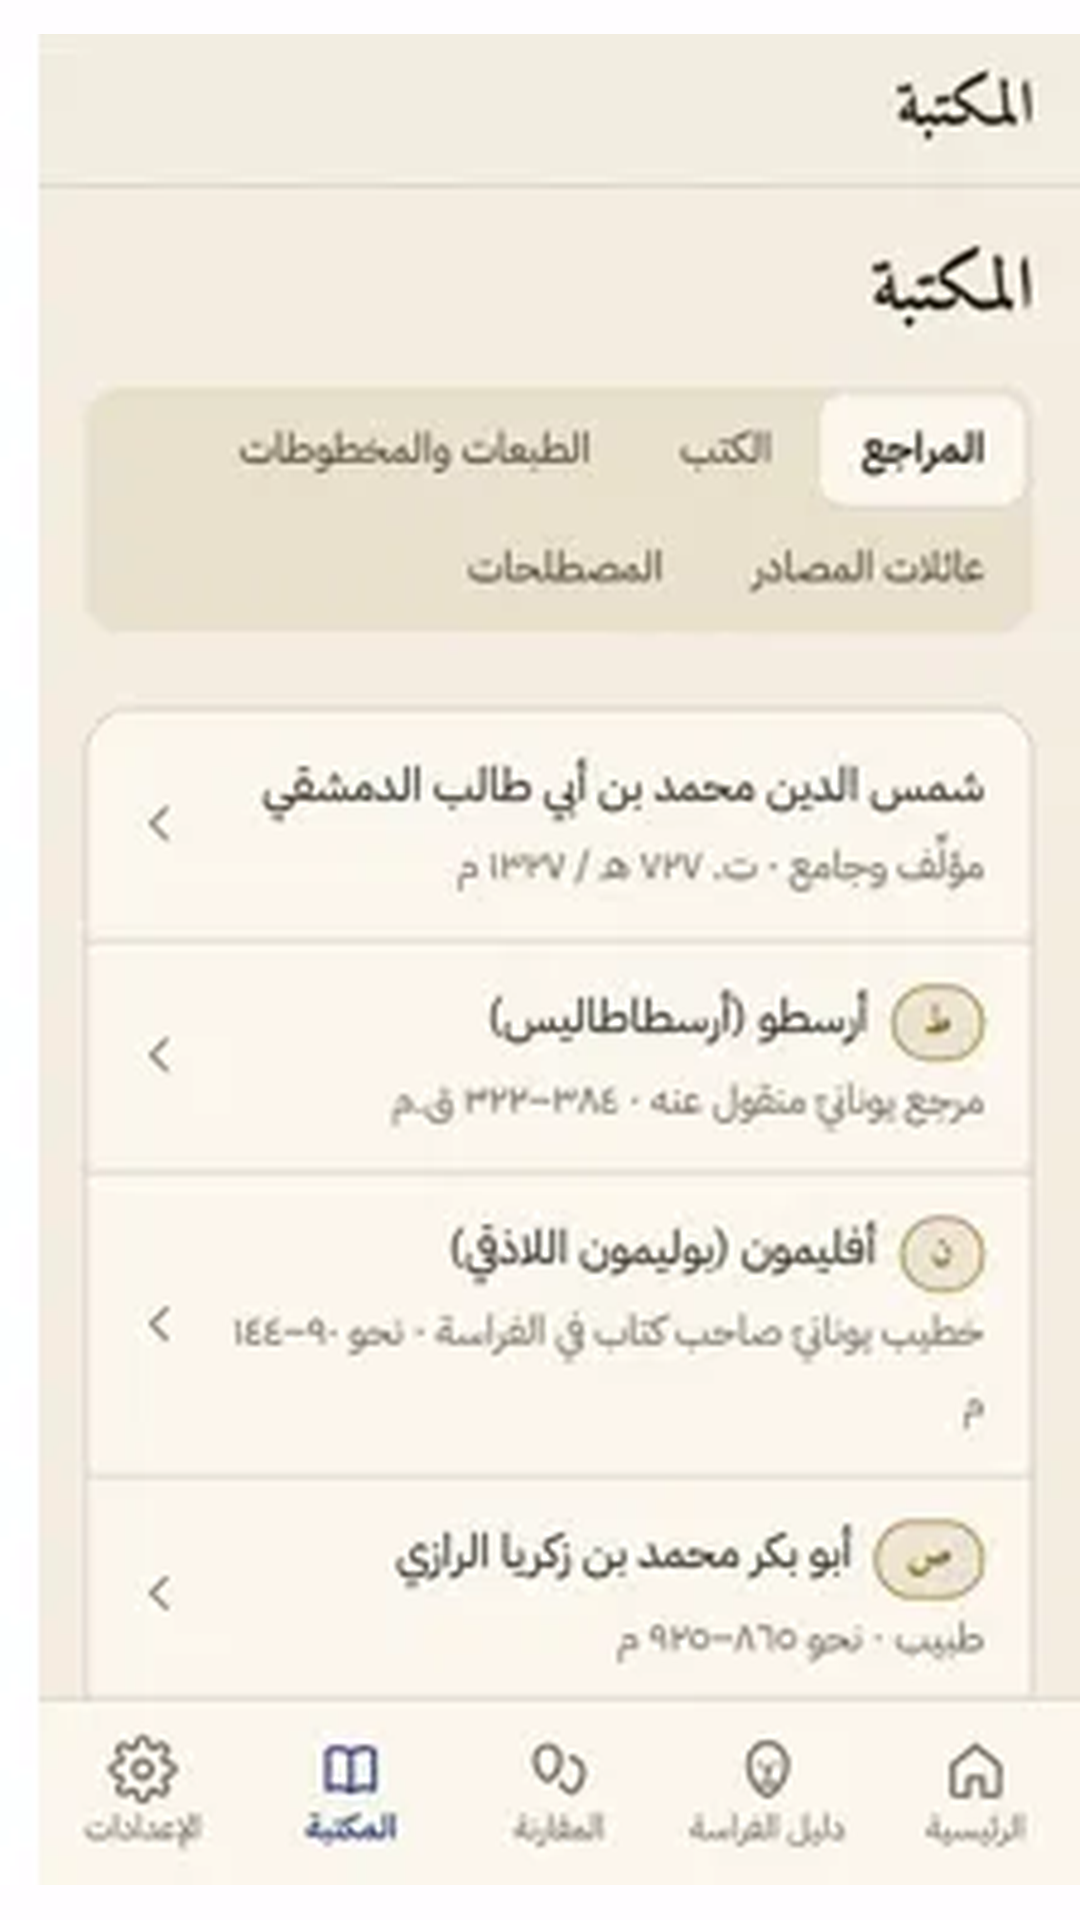 المكتبة
المكتبة
المراجع الكتب الطبعات والمخطوطات
عائلات المصادر المصطلحات
شمس الدين محمد بن أبي طالب الدمشقي
مؤلّف وجامع · ت. ٧٢٧ هـ / ١٣٢٧ م
ط أرسطو (أرسطاطاليس)
مرجع يونانيّ منقول عنه · ٣٨٤–٣٢٢ ق.م
ن أفليمون (بوليمون اللاذقي)
خطيب يونانيّ صاحب كتاب في الفراسة · نحو ٩٠–١٤٤
م
ص أبو بكر محمد بن زكريا الرازي
طبيب · نحو ٨٦٥–٩٢٥ م
الرئيسية دليل الفراسة المقارنة المكتبة الإعدادات